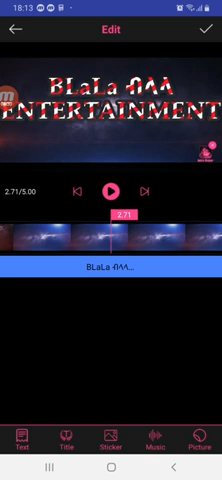 18:13
Edit
BLaLa ብላላ
ENTERTAINMENT
2.71/5.00
2.71
BLaLa ብላላ...
Text
Title
Sticker
Music
Picture